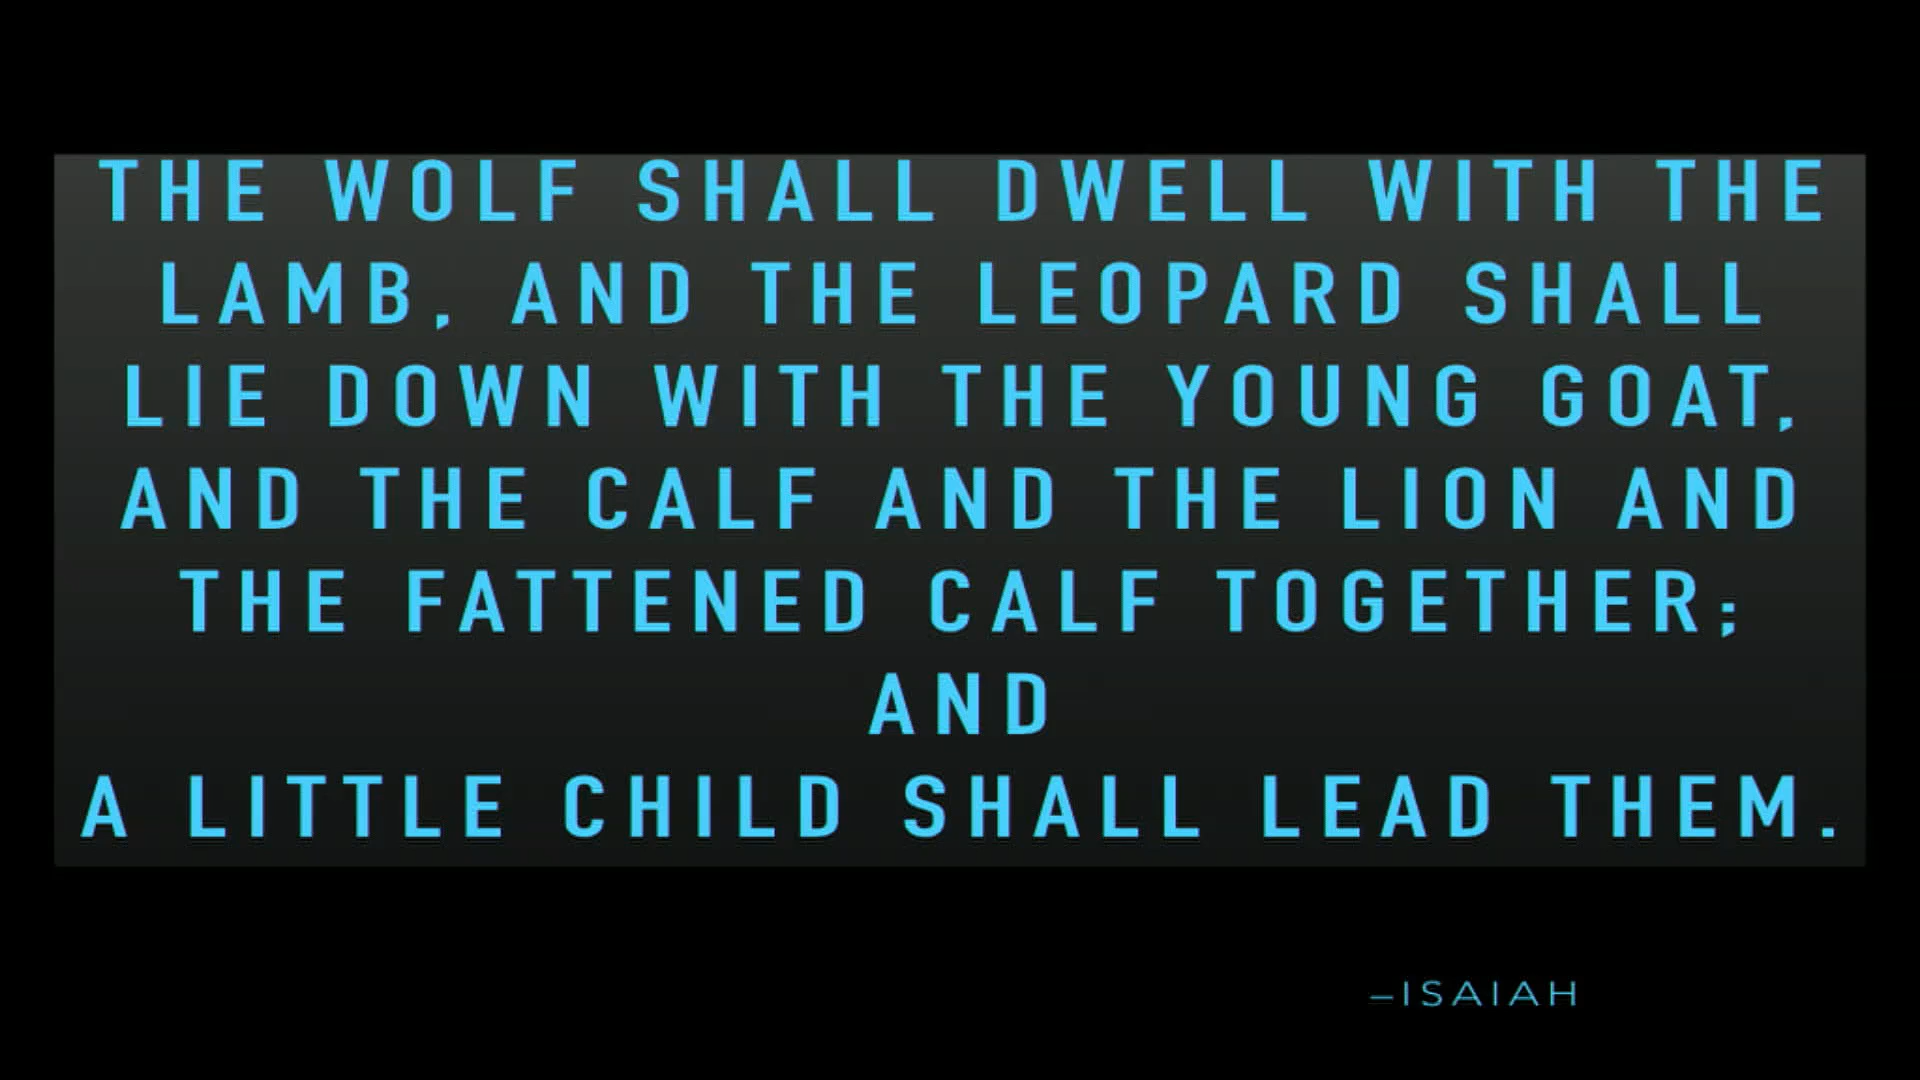 THE WOLF SHALL DWELL WITH THE
LAMB, AND THE LEOPARD SHALL
LIE DOWN WITH THE YOUNG GOAT,
AND THE CALF AND THE LION AND
THE FATTENED CALF TOGETHER;
AND
A LITTLE CHILD SHALL LEAD THEM.
–ISAIAH